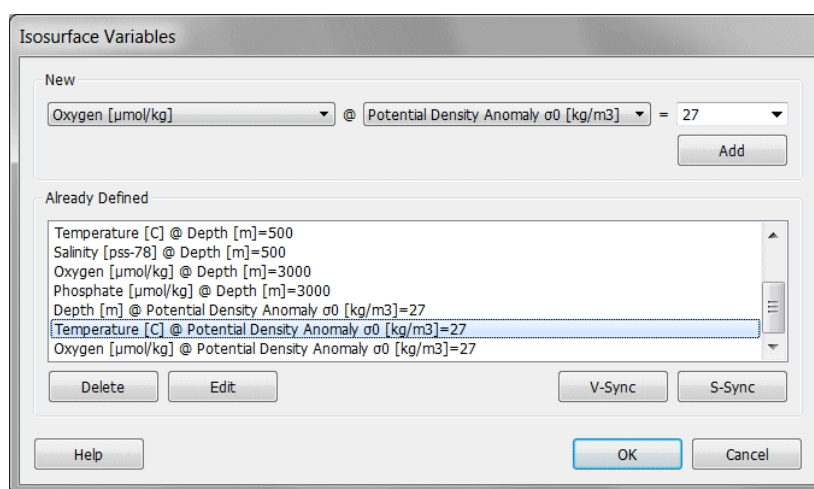 Isosurface Variables
New
Oxygen [μmol/kg] @ Potential Density Anomaly σ0 [kg/m3] = 27
Add
Already Defined
Temperature [C] @ Depth [m]=500
Salinity [pss-78] @ Depth [m]=500
Oxygen [μmol/kg] @ Depth [m]=3000
Phosphate [μmol/kg] @ Depth [m]=3000
Depth [m] @ Potential Density Anomaly σ0 [kg/m3]=27
Temperature [C] @ Potential Density Anomaly σ0 [kg/m3]=27
Oxygen [μmol/kg] @ Potential Density Anomaly σ0 [kg/m3]=27
Delete Edit V-Sync S-Sync
Help OK Cancel